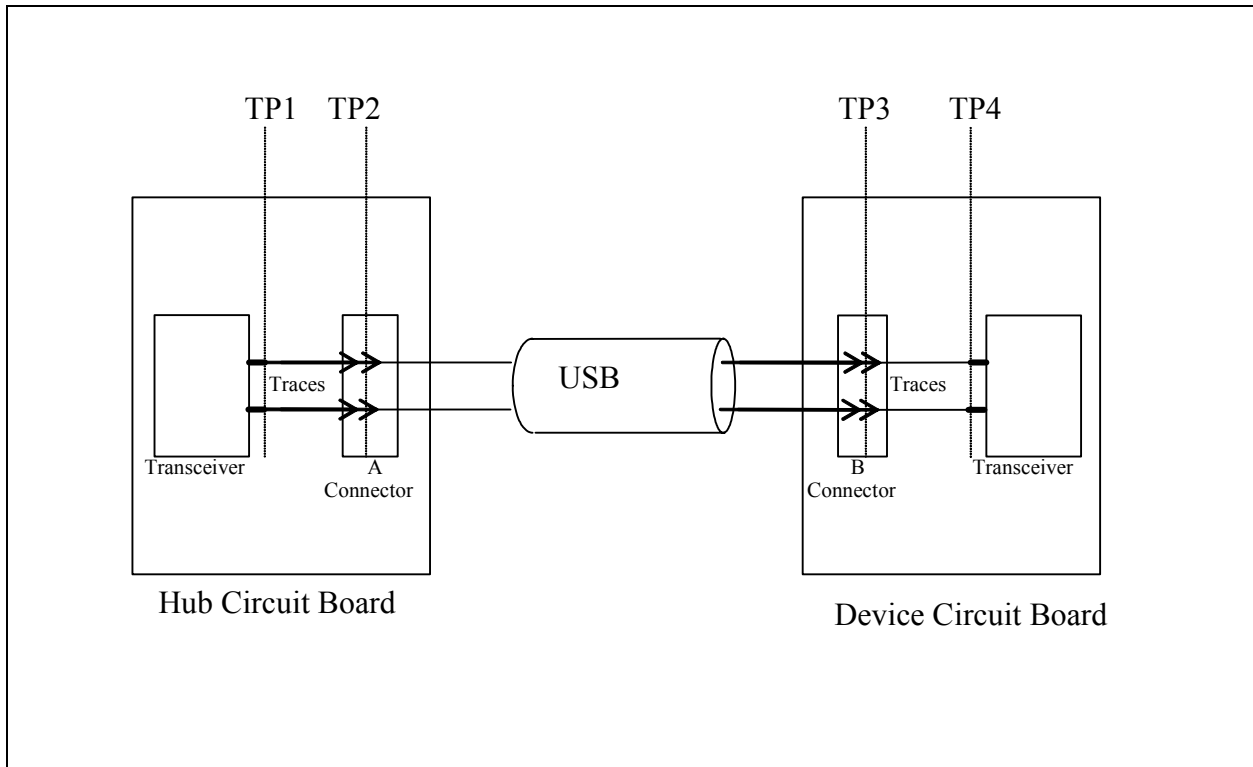 TP1 TP2 TP3 TP4
USB
Traces Traces
Transceiver
A
Connector
B
Connector
Transceiver
Hub Circuit Board
Device Circuit Board